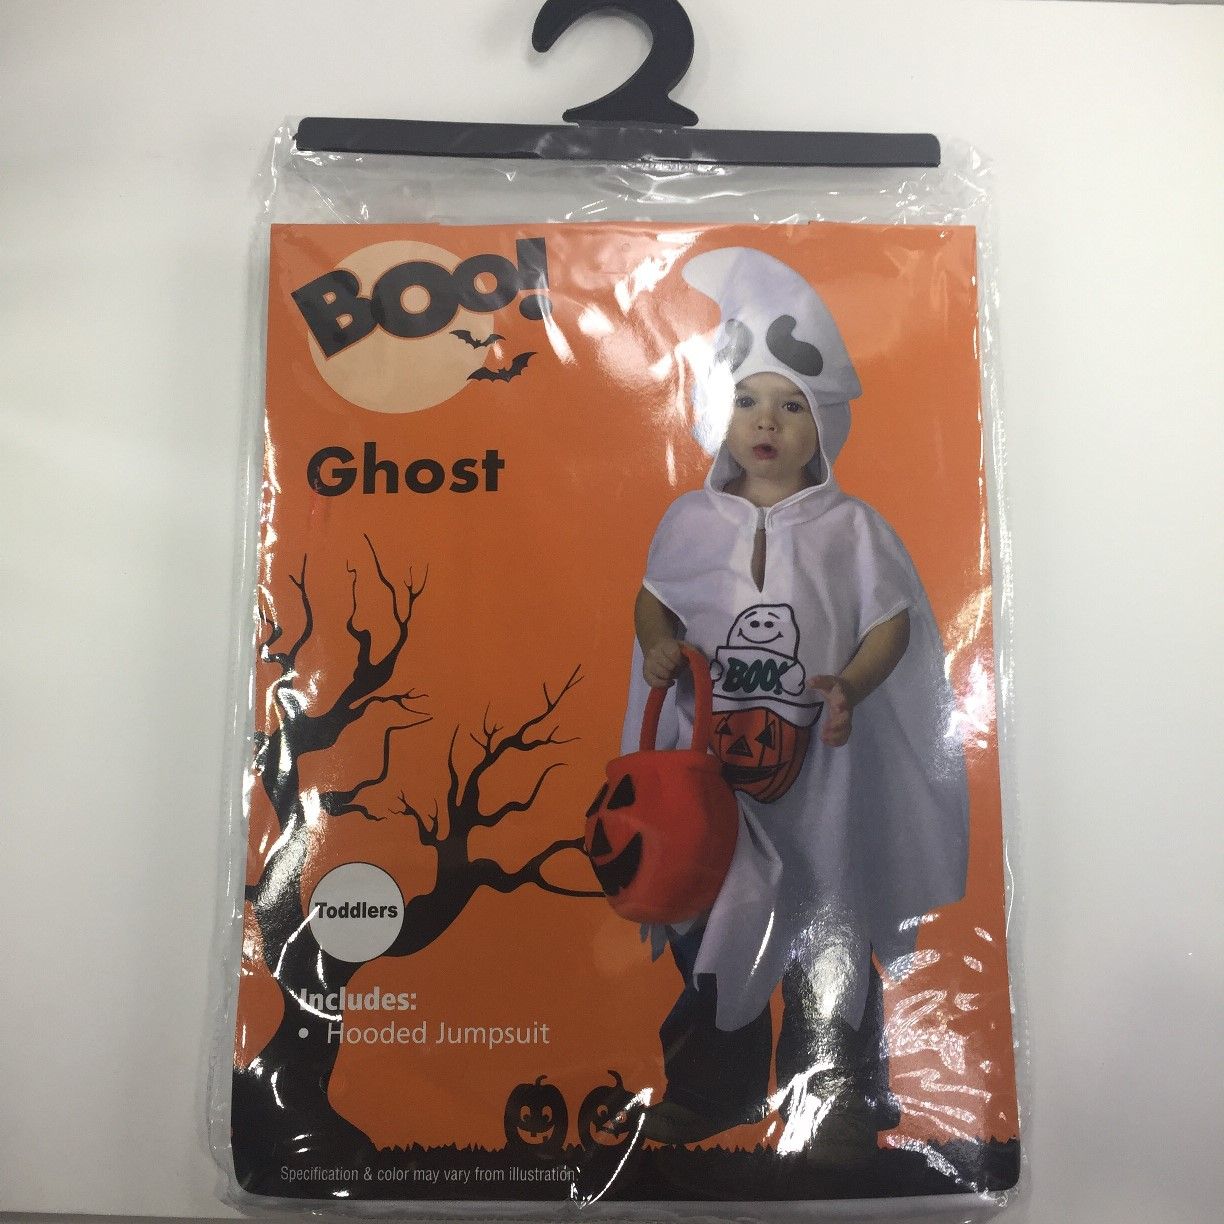 BOO!
Ghost
BOO!
Toddlers
Includes:
• Hooded Jumpsuit
Specification & color may vary from illustration.